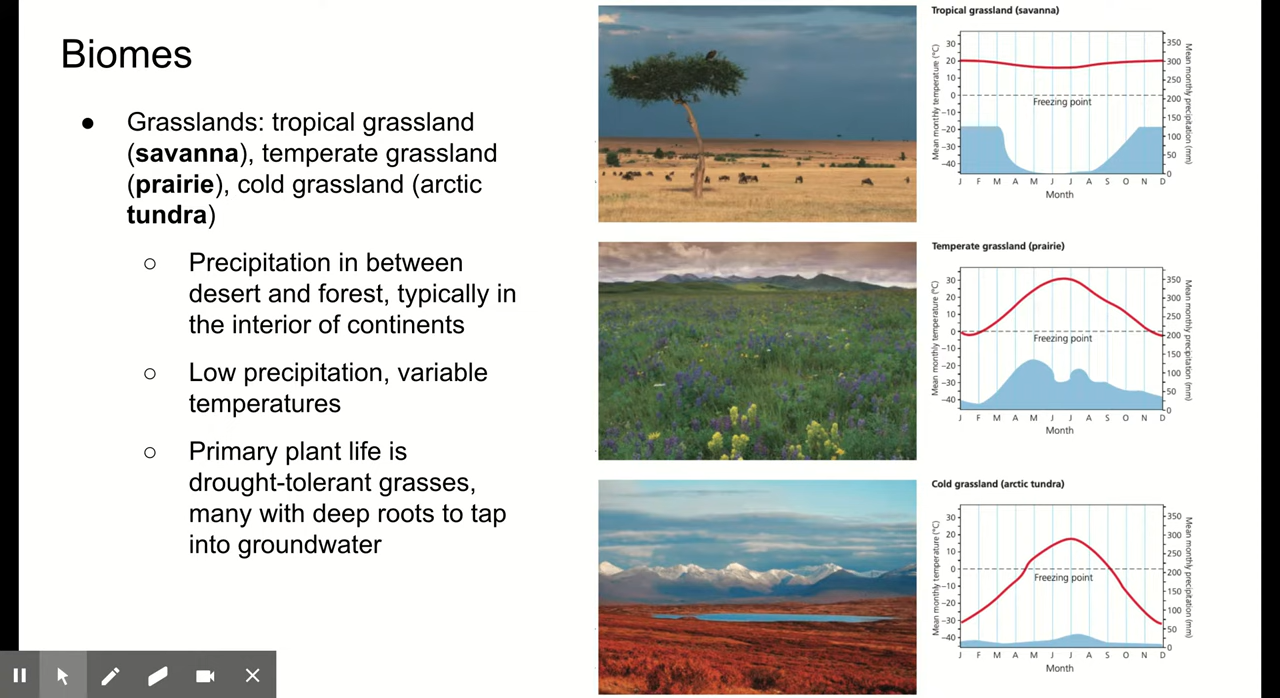 Biomes
● Grasslands: tropical grassland
(savanna), temperate grassland
(prairie), cold grassland (arctic
tundra)
○ Precipitation in between
desert and forest, typically in
the interior of continents
○ Low precipitation, variable
temperatures
○ Primary plant life is
drought-tolerant grasses,
many with deep roots to tap
into groundwater
Tropical grassland (savanna)
Mean monthly temperature (°C)
30
20
10
0
−10
−20
−30
−40
Freezing point
350
300
250
200
150
100
50
0
Mean monthly precipitation (mm)
J F M A M J J A S O N D
Month
Temperate grassland (prairie)
Mean monthly temperature (°C)
30
20
10
0
−10
−20
−30
−40
Freezing point
350
300
250
200
150
100
50
0
Mean monthly precipitation (mm)
J F M A M J J A S O N D
Month
Cold grassland (arctic tundra)
Mean monthly temperature (°C)
30
20
10
0
−10
−20
−30
−40
Freezing point
350
300
250
200
150
100
50
0
Mean monthly precipitation (mm)
J F M A M J J A S O N D
Month